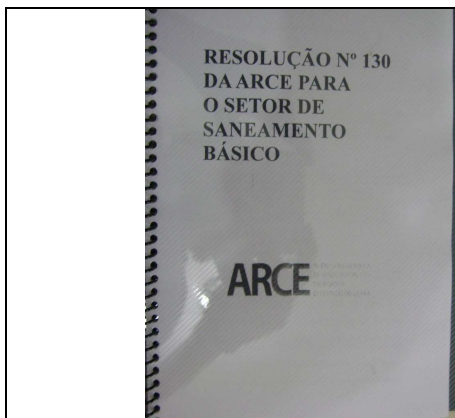 RESOLUÇÃO Nº 130
DA ARCE PARA
O SETOR DE
SANEAMENTO
BÁSICO
ARCE